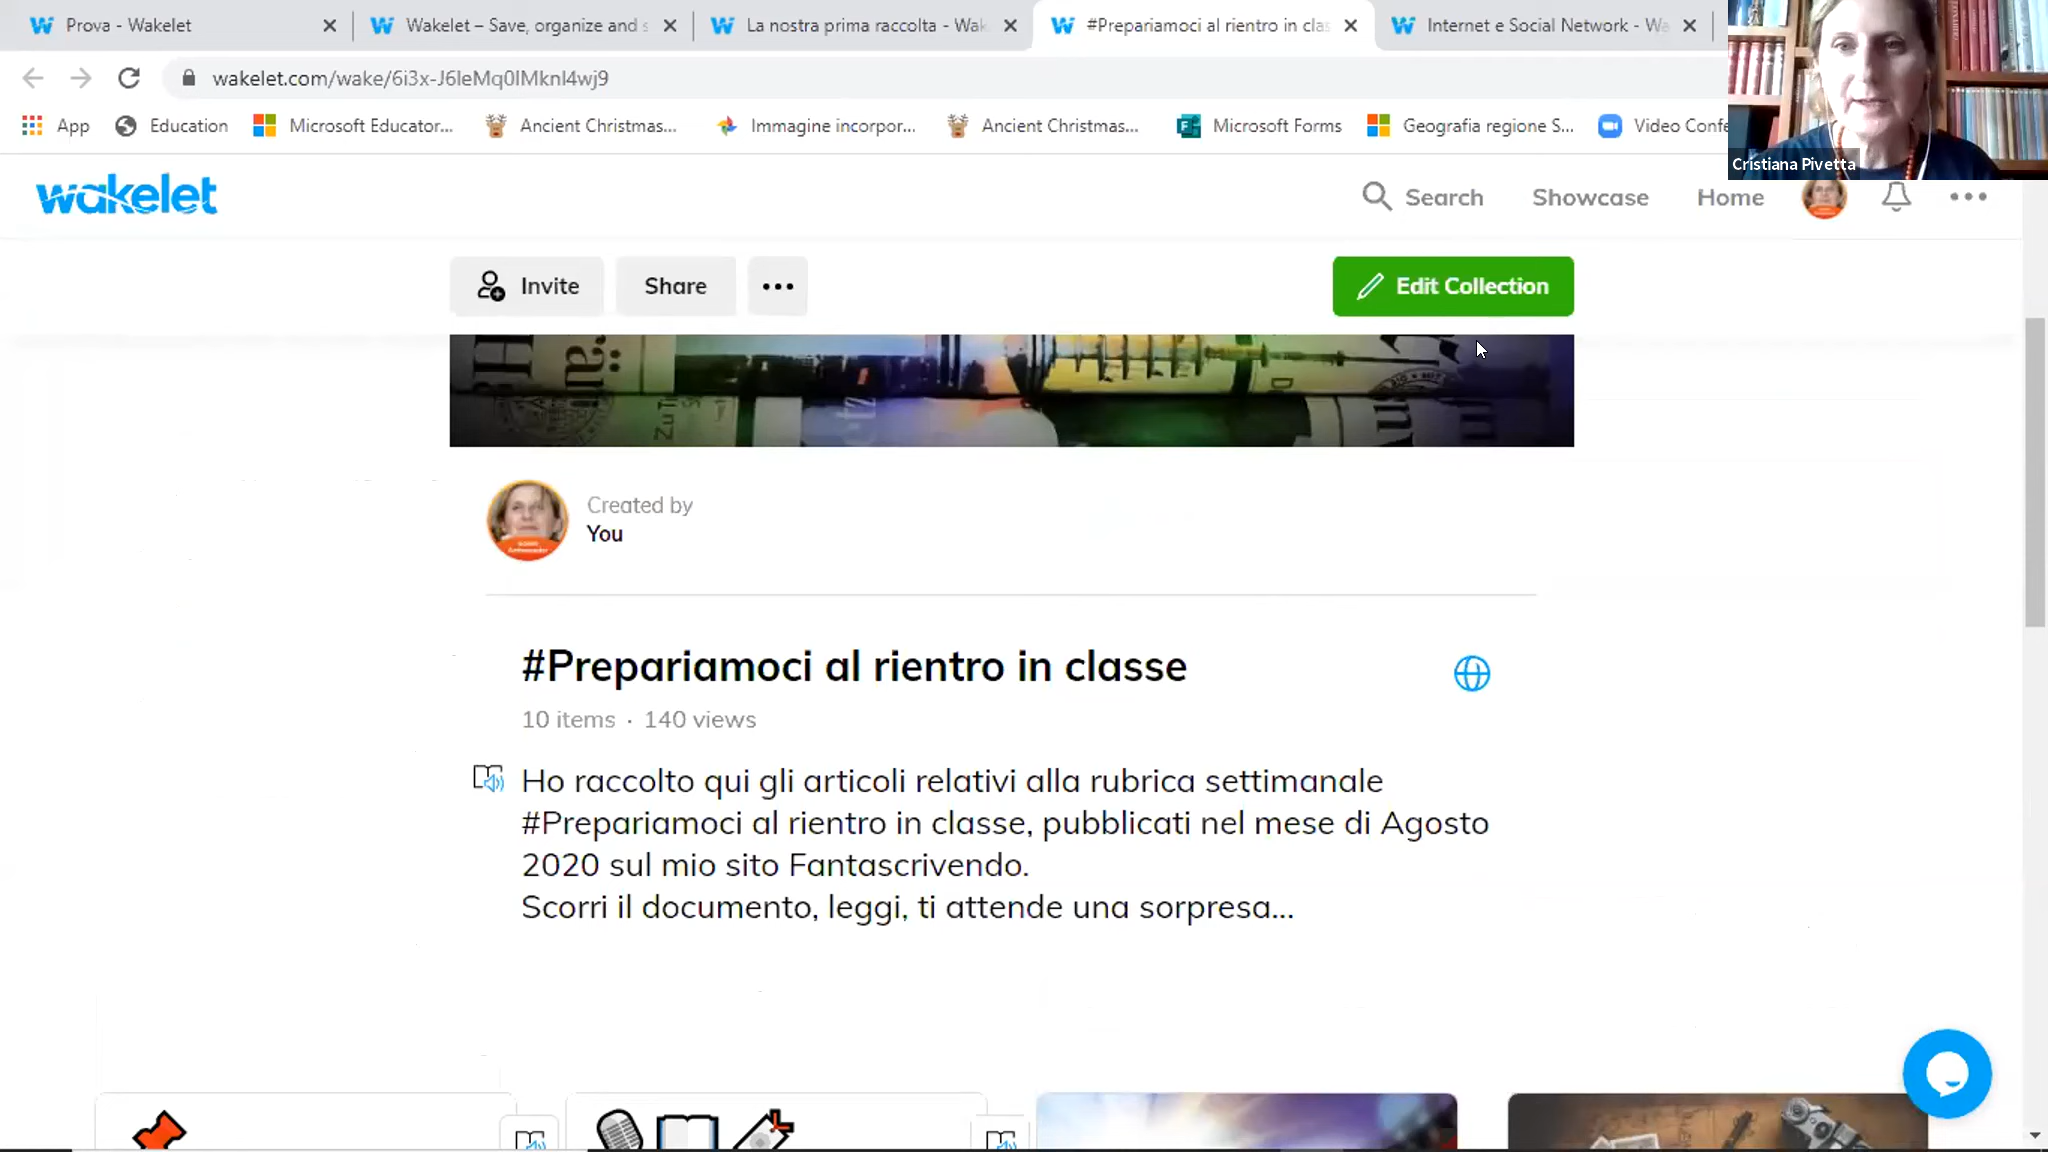 Prova - Wakelet
Wakelet – Save, organize and s
La nostra prima raccolta - Wak
#Prepariamoci al rientro in clas
Internet e Social Network - Wa
wakelet.com/wake/6i3x-J6leMq0lMknl4wj9
App
Education
Microsoft Educator...
Ancient Christmas...
Immagine incorpor...
Ancient Christmas...
Microsoft Forms
Geografia regione S...
Video Confe
Cristiana Pivetta
wakelet
Search
Showcase
Home
Invite
Share
Edit Collection
Created by
You
#Prepariamoci al rientro in classe
10 items · 140 views
Ho raccolto qui gli articoli relativi alla rubrica settimanale
#Prepariamoci al rientro in classe, pubblicati nel mese di Agosto
2020 sul mio sito Fantascrivendo.
Scorri il documento, leggi, ti attende una sorpresa...